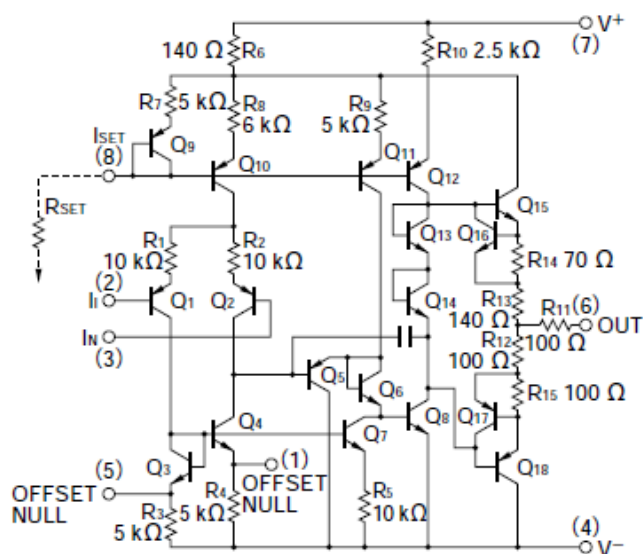 V+
(7)
140 Ω R6
R10 2.5 kΩ
R7 5 kΩ
R8 6 kΩ
R9 5 kΩ
ISET
(8)
Q9
Q10
Q11
Q12
RSET
Q15
Q13
Q16
R1 10 kΩ
R2 10 kΩ
R14 70 Ω
(2)
II
Q1
Q2
Q14
R13 140 Ω
R11 100 Ω
(6)
OUT
IN
(3)
R12 100 Ω
Q5
Q6
R15 100 Ω
Q4
Q7
Q8
Q17
Q3
(1)
OFFSET NULL
Q18
(5)
OFFSET NULL
R3 5 kΩ
R4 5 kΩ
R5 10 kΩ
(4)
V−